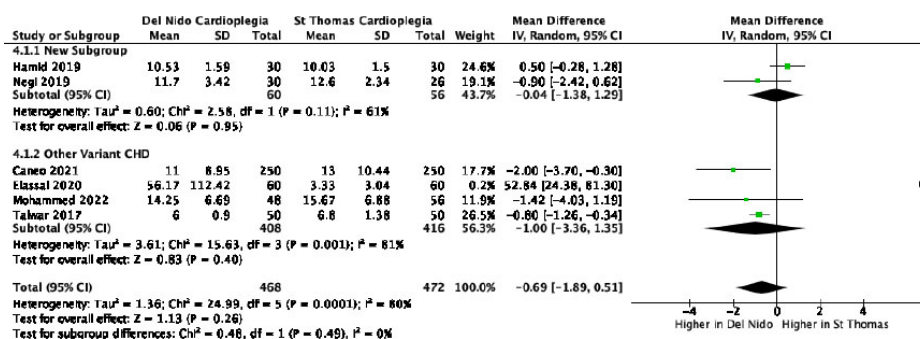 Del Nido Cardioplegia St Thomas Cardioplegia Mean Difference Mean Difference
Study or Subgroup Mean SD Total Mean SD Total Weight IV, Random, 95% CI IV, Random, 95% CI
4.1.1 New Subgroup
Hamid 2019 10.53 1.59 30 10.03 1.5 30 24.6% 0.50 [-0.28, 1.28]
Negi 2019 11.7 3.42 30 12.6 2.34 26 19.1% -0.90 [-2.42, 0.62]
Subtotal (95% CI) 60 56 43.7% -0.04 [-1.38, 1.29]
Heterogeneity: Tau² = 0.60; Chi² = 2.58, df = 1 (P = 0.11); I² = 61%
Test for overall effect: Z = 0.06 (P = 0.95)
4.1.2 Other Variant CHD
Caneo 2021 11 8.95 250 13 10.44 250 17.7% -2.00 [-3.70, -0.30]
Elassal 2020 56.17 112.42 60 3.33 3.04 60 0.2% 52.84 [24.38, 81.30]
Mohammed 2022 14.25 6.69 48 15.67 6.88 56 11.9% -1.42 [-4.03, 1.19]
Talwar 2017 6 0.9 50 6.8 1.38 50 26.5% -0.80 [-1.26, -0.34]
Subtotal (95% CI) 408 416 56.3% -1.00 [-3.36, 1.35]
Heterogeneity: Tau² = 3.61; Chi² = 15.63, df = 3 (P = 0.001); I² = 81%
Test for overall effect: Z = 0.83 (P = 0.40)
Total (95% CI) 468 472 100.0% -0.69 [-1.89, 0.51]
Heterogeneity: Tau² = 1.36; Chi² = 24.99, df = 5 (P = 0.0001); I² = 80%
Test for overall effect: Z = 1.13 (P = 0.26)
Test for subgroup differences: Chi² = 0.48, df = 1 (P = 0.49), I² = 0%
-4 -2 0 2 4
Higher in Del Nido Higher in St Thomas